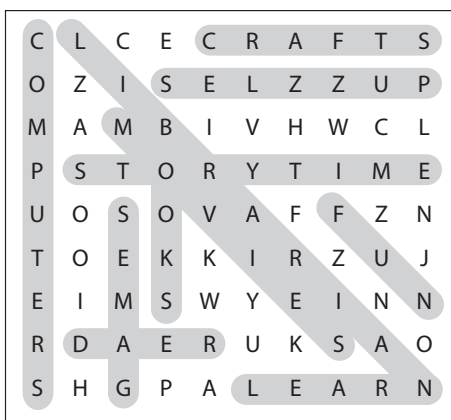 C L C E C R A F T S
O Z I S E L Z Z U P
M A M B I V H W C L
P S T O R Y T I M E
U O S O V A F F Z N
T O E K K I R Z U J
E I M S W Y E I N N
R D A E R U K S A O
S H G P A L E A R N